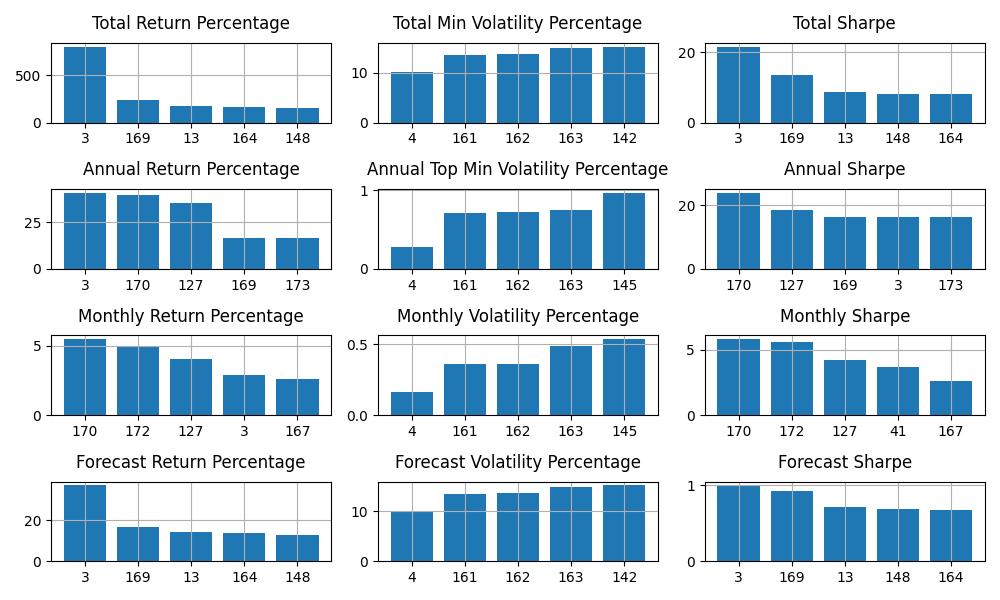 Total Return Percentage
Total Min Volatility Percentage
Total Sharpe
500
0
3 169 13 164 148
10
0
4 161 162 163 142
20
0
3 169 13 148 164
Annual Return Percentage
Annual Top Min Volatility Percentage
Annual Sharpe
25
0
3 170 127 169 173
1
0
4 161 162 163 145
20
0
170 127 169 3 173
Monthly Return Percentage
Monthly Volatility Percentage
Monthly Sharpe
5
0
170 172 127 3 167
0.5
0.0
4 161 162 163 145
5
0
170 172 127 41 167
Forecast Return Percentage
Forecast Volatility Percentage
Forecast Sharpe
20
0
3 169 13 164 148
10
0
4 161 162 163 142
1
0
3 169 13 148 164